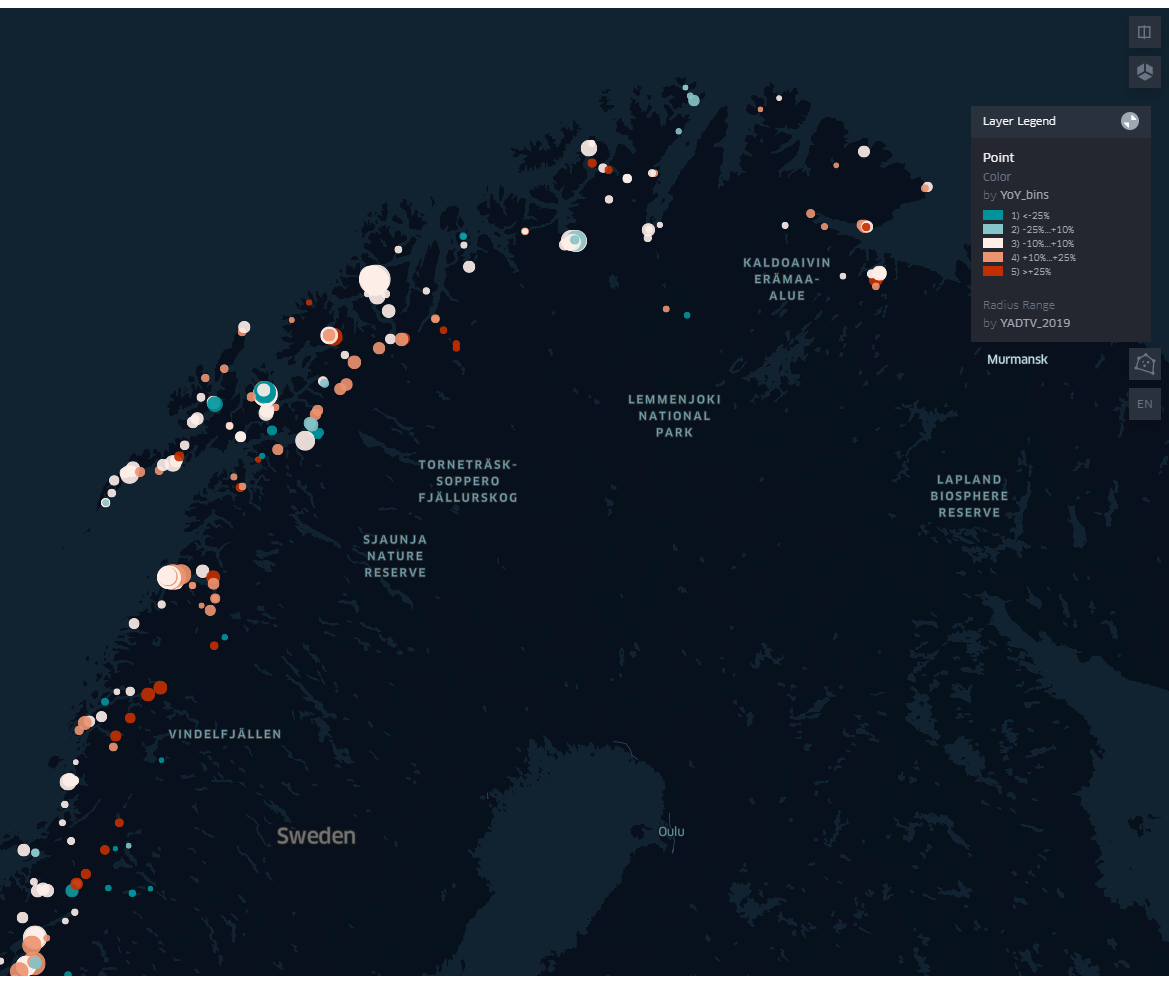 Layer Legend
Point
Color
by YoY_bins
1) <-25%
2) -25%...+10%
3) -10%...+10%
4) +10%...+25%
5) >+25%
Radius Range
by YADTV_2019
KALDOAIVIN
ERÄMAA-
ALUE
Murmansk
EN
LEMMENJOKI
NATIONAL
PARK
TORNETRÄSK-
SOPPERO
FJÄLLURSKOG
LAPLAND
BIOSPHERE
RESERVE
SJAUNJA
NATURE
RESERVE
VINDELFJÄLLEN
Sweden
Oulu